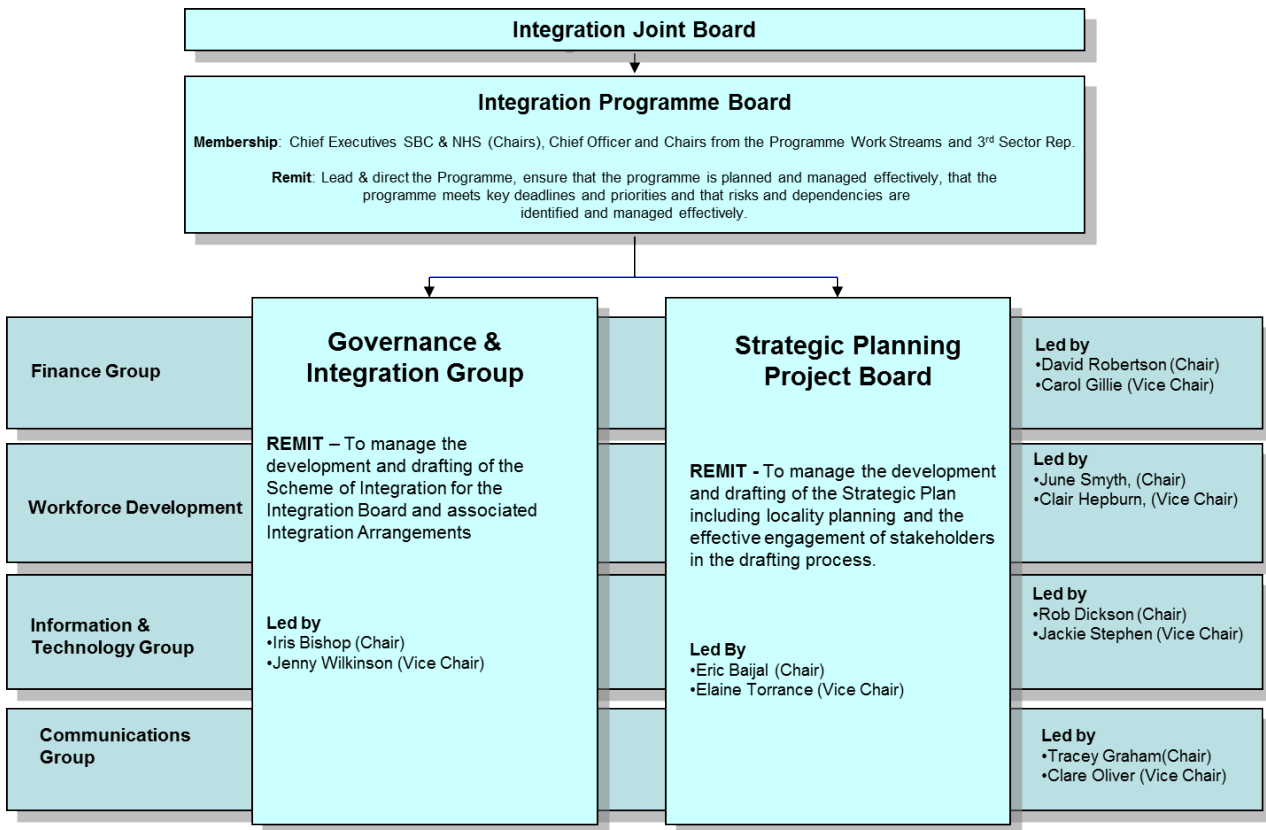 Integration Joint Board
Integration Programme Board
Membership: Chief Executives SBC & NHS (Chairs), Chief Officer and Chairs from the Programme Work Streams and 3rd Sector Rep.
Remit: Lead & direct the Programme, ensure that the programme is planned and managed effectively, that the
programme meets key deadlines and priorities and that risks and dependencies are
identified and managed effectively.
Governance &
Integration Group
REMIT – To manage the
development and drafting of the
Scheme of Integration for the
Integration Board and associated
Integration Arrangements
Led by
•Iris Bishop (Chair)
•Jenny Wilkinson (Vice Chair)
Strategic Planning
Project Board
REMIT - To manage the development
and drafting of the Strategic Plan
including locality planning and the
effective engagement of stakeholders
in the drafting process.
Led By
•Eric Baijal (Chair)
•Elaine Torrance (Vice Chair)
Finance Group
Led by
•David Robertson (Chair)
•Carol Gillie (Vice Chair)
Workforce Development
Led by
•June Smyth, (Chair)
•Clair Hepburn, (Vice Chair)
Information &
Technology Group
Led by
•Rob Dickson (Chair)
•Jackie Stephen (Vice Chair)
Communications
Group
Led by
•Tracey Graham(Chair)
•Clare Oliver (Vice Chair)